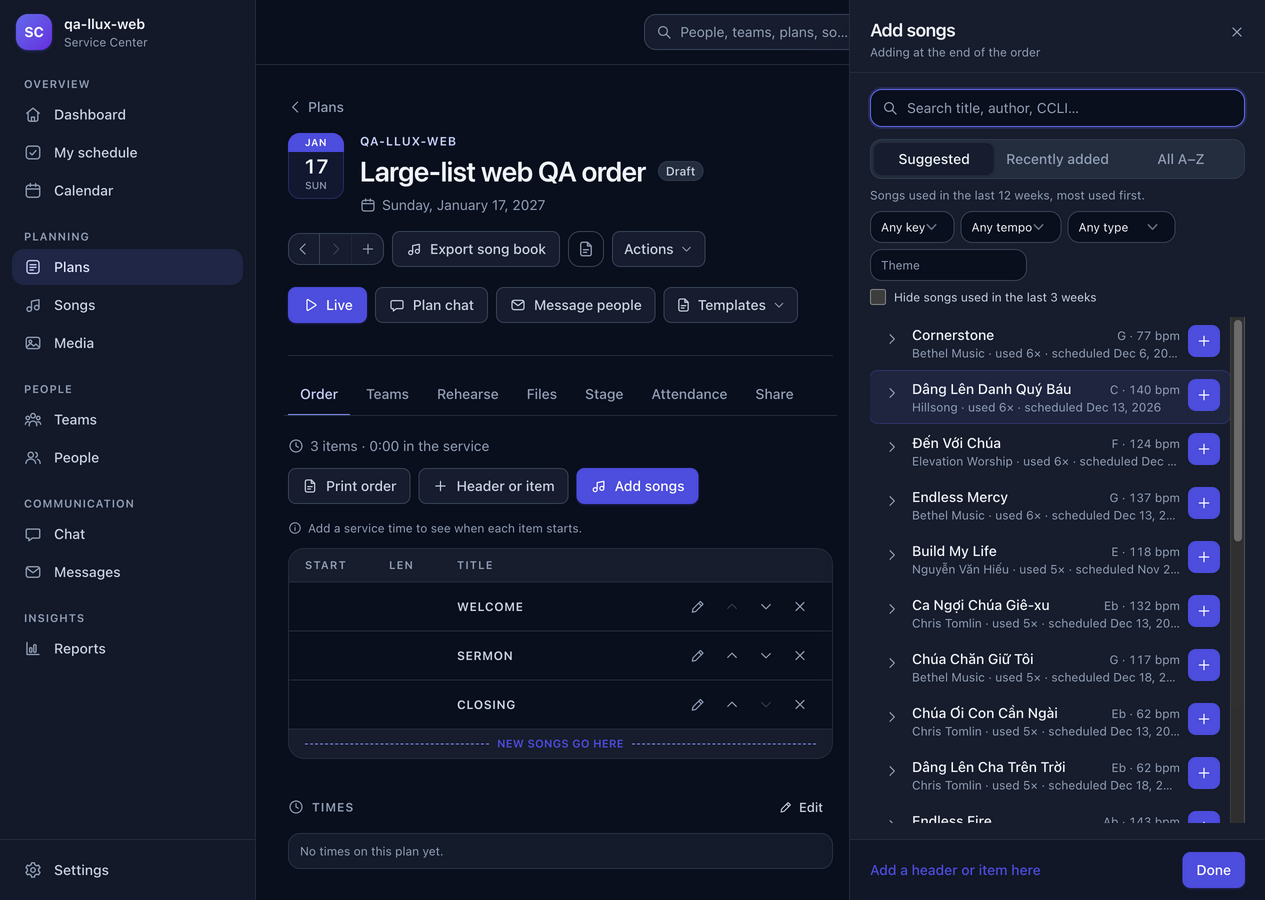 SC
qa-llux-web
Service Center
OVERVIEW
Dashboard
My schedule
Calendar
PLANNING
Plans
Songs
Media
PEOPLE
Teams
People
COMMUNICATION
Chat
Messages
INSIGHTS
Reports
Settings
People, teams, plans, so...
Plans
JAN
17
SUN
QA-LLUX-WEB
Large-list web QA order
Draft
Sunday, January 17, 2027
Export song book
Actions
Live
Plan chat
Message people
Templates
Order Teams Rehearse Files Stage Attendance Share
3 items · 0:00 in the service
Print order
Header or item
Add songs
Add a service time to see when each item starts.
START LEN TITLE
WELCOME
SERMON
CLOSING
NEW SONGS GO HERE
TIMES
Edit
No times on this plan yet.
Add songs
Adding at the end of the order
Search title, author, CCLI...
Suggested Recently added All A–Z
Songs used in the last 12 weeks, most used first.
Any key Any tempo Any type
Theme
Hide songs used in the last 3 weeks
Cornerstone G · 77 bpm
Bethel Music · used 6× · scheduled Dec 6, 20...
Dâng Lên Danh Quý Báu C · 140 bpm
Hillsong · used 6× · scheduled Dec 13, 2026
Đến Với Chúa F · 124 bpm
Elevation Worship · used 6× · scheduled Dec ...
Endless Mercy G · 137 bpm
Bethel Music · used 6× · scheduled Dec 13, 2...
Build My Life E · 118 bpm
Nguyễn Văn Hiếu · used 5× · scheduled Nov 2...
Ca Ngợi Chúa Giê-xu Eb · 132 bpm
Chris Tomlin · used 5× · scheduled Dec 13, 20...
Chúa Chăn Giữ Tôi G · 117 bpm
Bethel Music · used 5× · scheduled Dec 18, 2...
Chúa Ơi Con Cần Ngài Eb · 62 bpm
Chris Tomlin · used 5× · scheduled Dec 13, 20...
Dâng Lên Cha Trên Trời Eb · 62 bpm
Chris Tomlin · used 5× · scheduled Dec 18, 2...
Endless Fire Ab · 143 bpm
Add a header or item here
Done